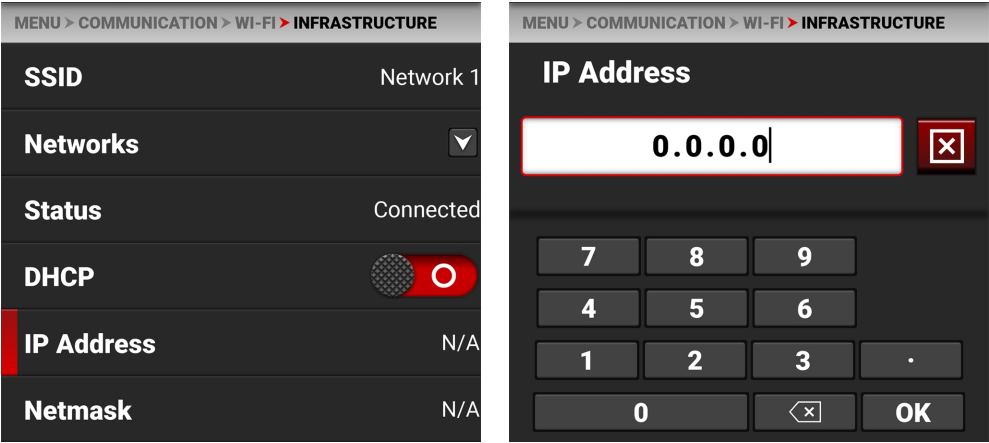 MENU > COMMUNICATION > WI-FI > INFRASTRUCTURE
SSID Network 1
Networks
Status Connected
DHCP
IP Address N/A
Netmask N/A
MENU > COMMUNICATION > WI-FI > INFRASTRUCTURE
IP Address
0.0.0.0
7 8 9
4 5 6
1 2 3 .
0 OK